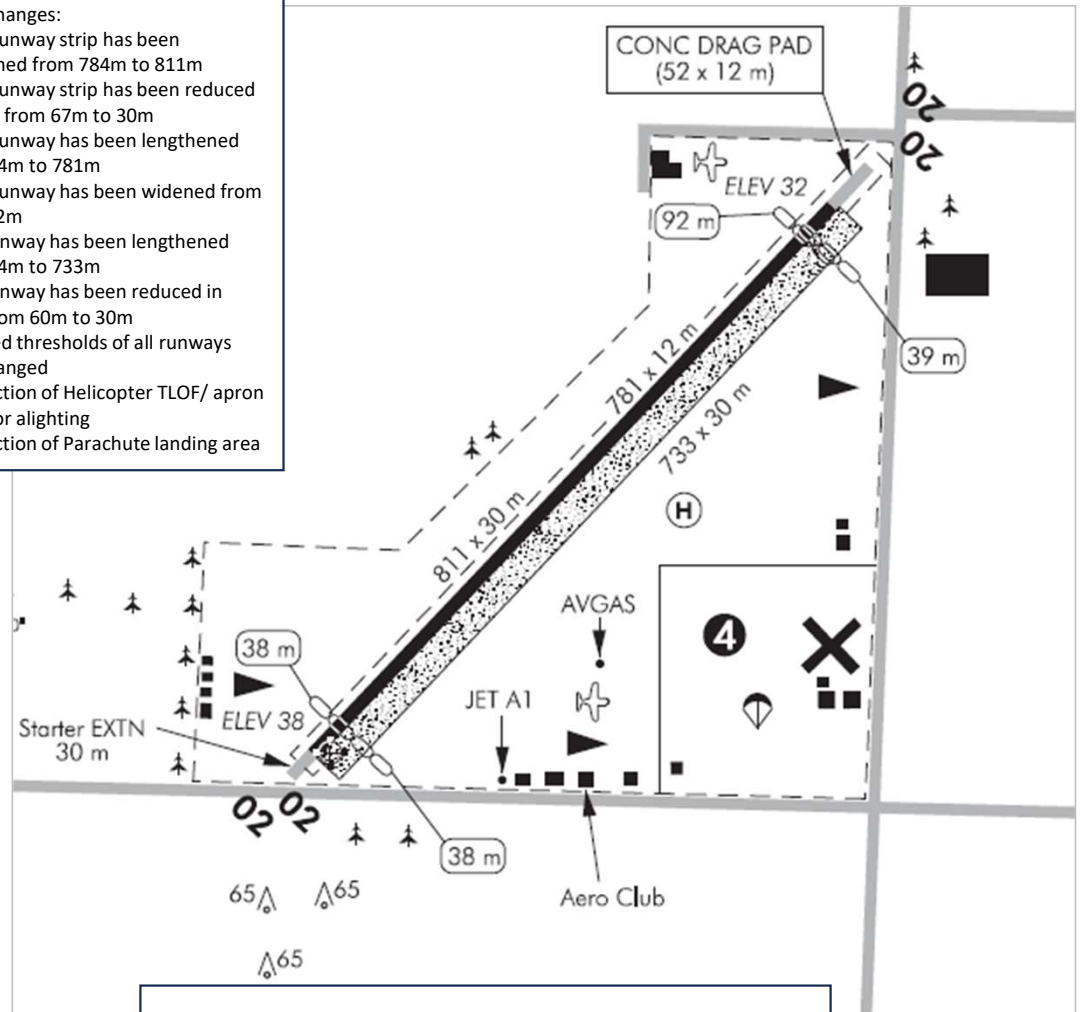 hanges:
unway strip has been
ned from 784m to 811m
unway strip has been reduced
from 67m to 30m
unway has been lengthened
4m to 781m
unway has been widened from
2m
nway has been lengthened
4m to 733m
nway has been reduced in
om 60m to 30m
ed thresholds of all runways
anged
ction of Helicopter TLOF/ apron
or alighting
ction of Parachute landing area
CONC DRAG PAD
(52 x 12 m)
20
20
ELEV 32
92 m
39 m
781 x 12 m
733 x 30 m
811 x 30 m
H
AVGAS
4
38 m
JET A1
ELEV 38
Starter EXTN
30 m
02 02
38 m
Aero Club
65 65
65